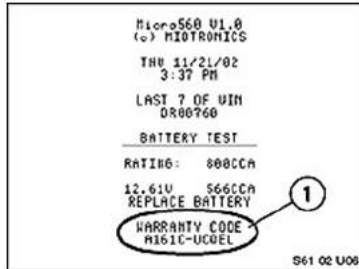 Micro560 V1.0
(c) MIDTRONICS
THU 11/21/02
3:37 PM
LAST 7 OF VIN
DR00760
BATTERY TEST
RATING: 800CCA
12.61V 566CCA
REPLACE BATTERY
WARRANTY CODE
A161C-UC0EL
1
S61 02 U06